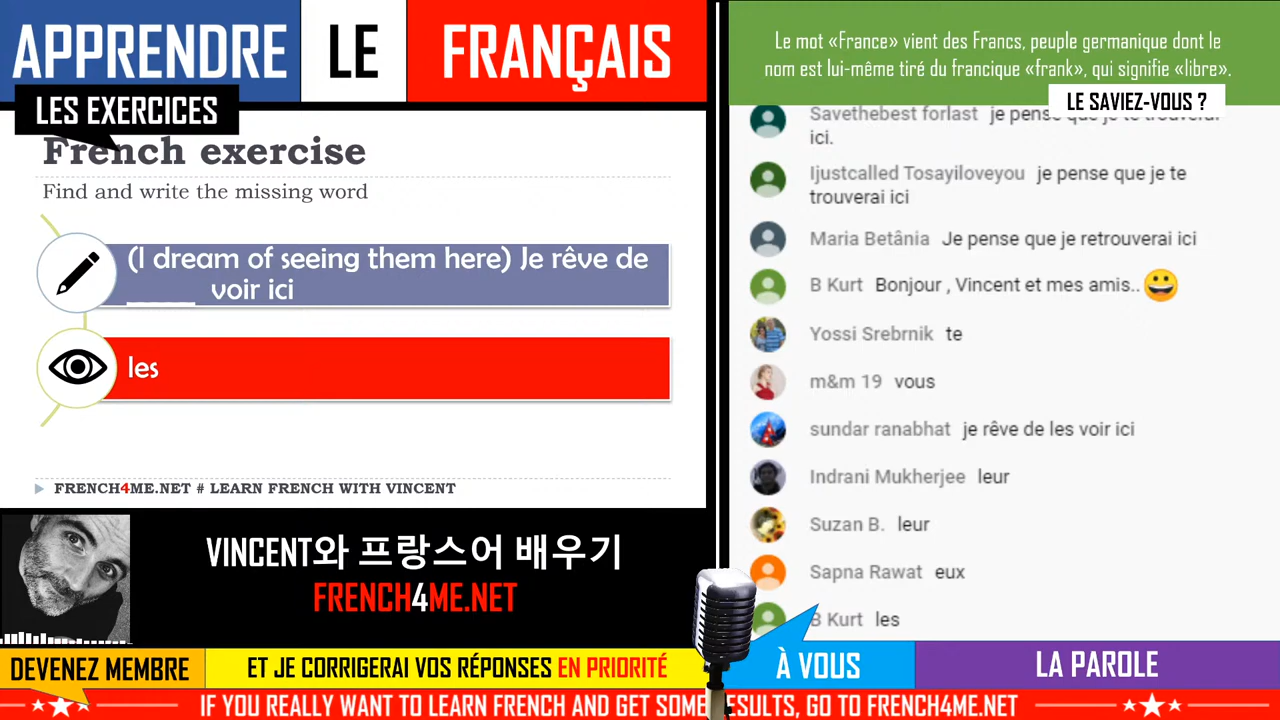 APPRENDRE LE FRANÇAIS
LES EXERCICES
French exercise
Find and write the missing word
(I dream of seeing them here) Je rêve de
_____ voir ici
les
FRENCH4ME.NET # LEARN FRENCH WITH VINCENT
VINCENT와 프랑스어 배우기
FRENCH4ME.NET
DEVENEZ MEMBRE
ET JE CORRIGERAI VOS RÉPONSES EN PRIORITÉ
Le mot «France» vient des Francs, peuple germanique dont le
nom est lui-même tiré du francique «frank», qui signifie «libre».
LE SAVIEZ-VOUS ?
Savethebest forlast je pense que je te trouverai
ici.
Ijustcalled Tosayiloveyou je pense que je te
trouverai ici
Maria Betânia Je pense que je retrouverai ici
B Kurt Bonjour , Vincent et mes amis.. 😀
Yossi Srebrnik te
m&m 19 vous
sundar ranabhat je rêve de les voir ici
Indrani Mukherjee leur
Suzan B. leur
Sapna Rawat eux
B Kurt les
À VOUS
LA PAROLE
IF YOU REALLY WANT TO LEARN FRENCH AND GET SOME RESULTS, GO TO FRENCH4ME.NET